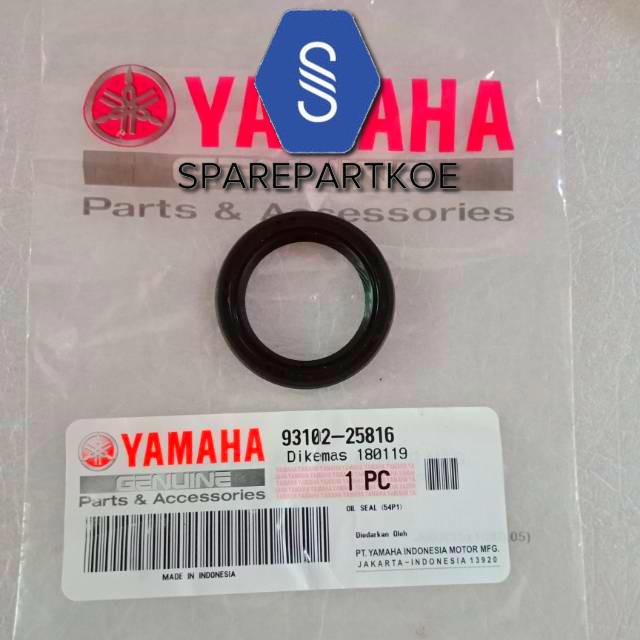 YAMAHA
SPAREPARTKOE
Parts & Accessories
YAMAHA
GENUINE
Parts & Accessories
MADE IN INDONESIA
93102-25816
Dikemas 180119
1 PC
OIL SEAL (54P1)
Diedarkan Oleh
PT. YAMAHA INDONESIA MOTOR MFG.
JAKARTA-INDONESIA 13920